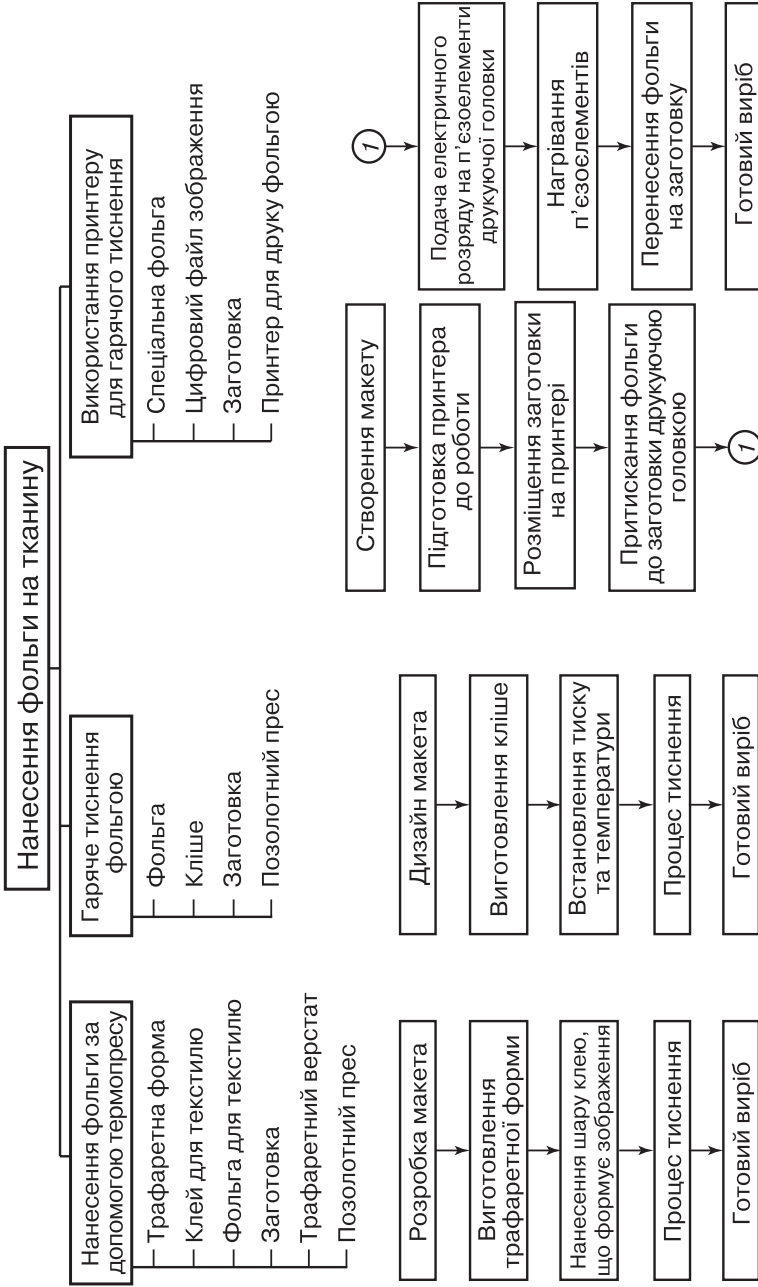 Нанесення фольги на тканину
Нанесення фольги за
допомогою термопресу
Трафаретна форма
Клей для текстилю
Фольга для текстилю
Заготовка
Трафаретний верстат
Позолотний прес
Розробка макета
Виготовлення
трафаретної форми
Нанесення шару клею,
що формує зображення
Процес тиснення
Готовий виріб
Гаряче тиснення
фольгою
Фольга
Кліше
Заготовка
Позолотний прес
Дизайн макета
Виготовлення кліше
Встановлення тиску
та температури
Процес тиснення
Готовий виріб
Використання принтеру
для гарячого тиснення
Спеціальна фольга
Цифровий файл зображення
Заготовка
Принтер для друку фольгою
Створення макету
Підготовка принтера
до роботи
Розміщення заготовки
на принтері
Притискання фольги
до заготовки друкуючою
головкою
1
1
Подача електричного
розряду на п'єзоелементи
друкуючої головки
Нагрівання
п'єзоєлементів
Перенесення фольги
на заготовку
Готовий виріб